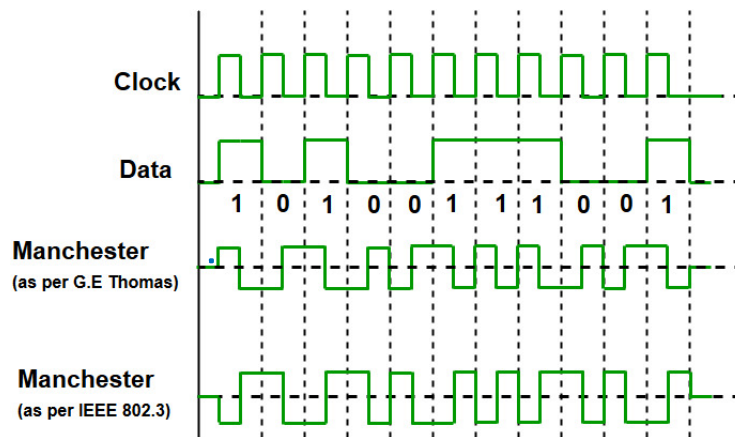 Clock
Data
1 0 1 0 0 1 1 1 0 0 1
Manchester
(as per G.E Thomas)
Manchester
(as per IEEE 802.3)